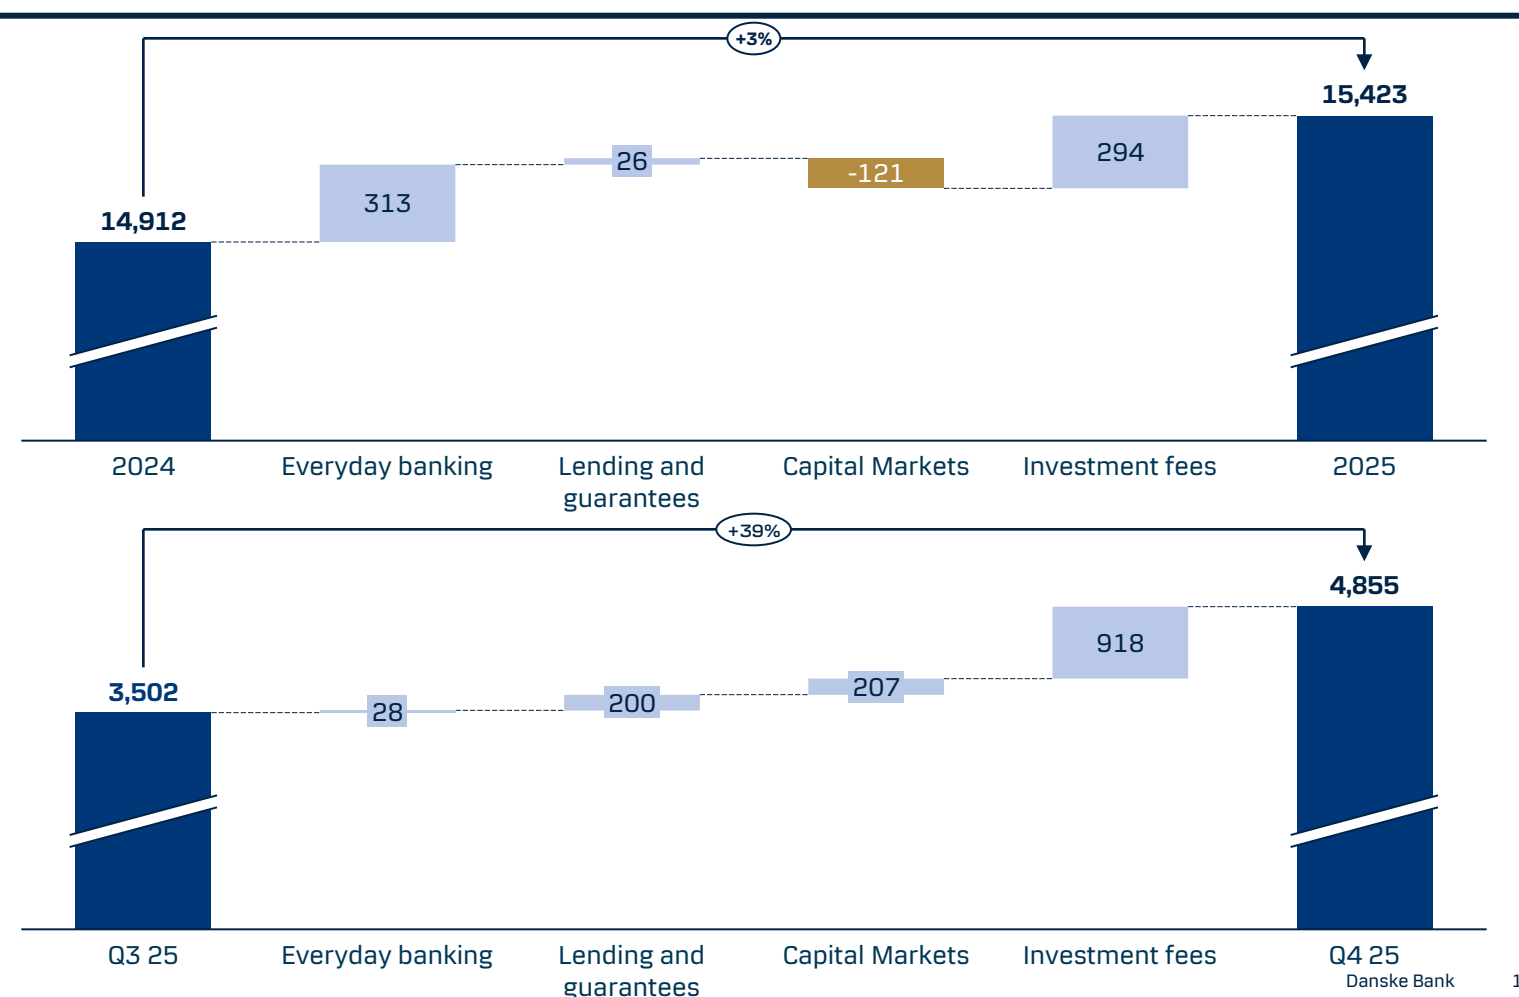 +3%
15,423
294
26
-121
313
14,912
2024
Everyday banking
Lending and
guarantees
Capital Markets
Investment fees
2025
+39%
4,855
918
207
200
28
3,502
Q3 25
Everyday banking
Lending and
guarantees
Capital Markets
Investment fees
Q4 25
Danske Bank